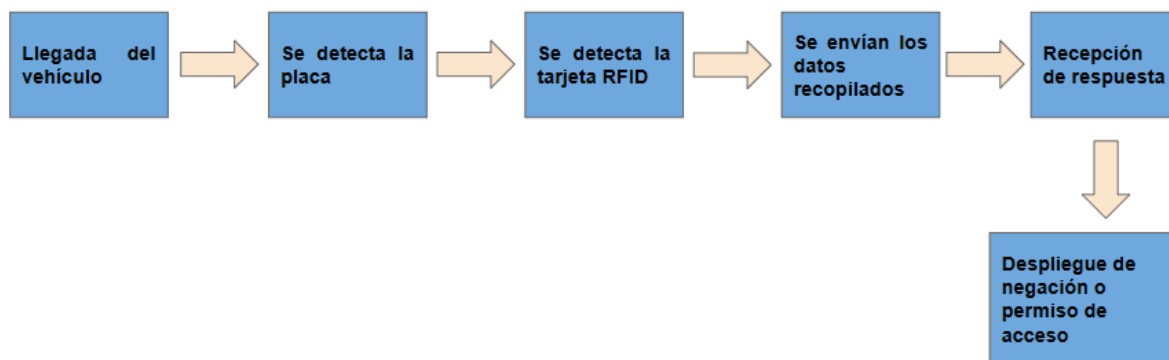 Llegada del
vehículo
Se detecta la
placa
Se detecta la
tarjeta RFID
Se envían los
datos
recopilados
Recepción
de respuesta
Despliegue de
negación o
permiso de
acceso